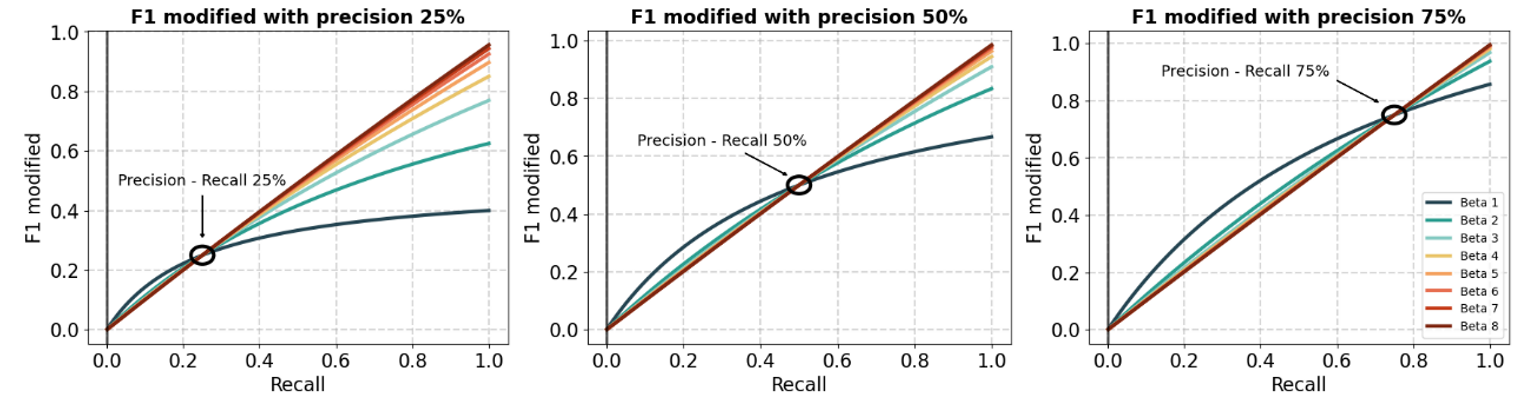 F1 modified with precision 25%
F1 modified
1.0
0.8
0.6
0.4
0.2
0.0
Precision - Recall 25%
0.0 0.2 0.4 0.6 0.8 1.0
Recall
F1 modified with precision 50%
F1 modified
1.0
0.8
0.6
0.4
0.2
0.0
Precision - Recall 50%
0.0 0.2 0.4 0.6 0.8 1.0
Recall
F1 modified with precision 75%
F1 modified
1.0
0.8
0.6
0.4
0.2
0.0
Precision - Recall 75%
Beta 1
Beta 2
Beta 3
Beta 4
Beta 5
Beta 6
Beta 7
Beta 8
0.0 0.2 0.4 0.6 0.8 1.0
Recall